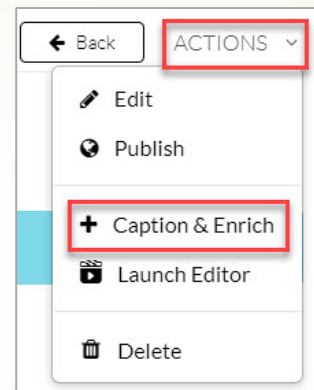 Back ACTIONS
Edit
Publish
Caption & Enrich
Launch Editor
Delete